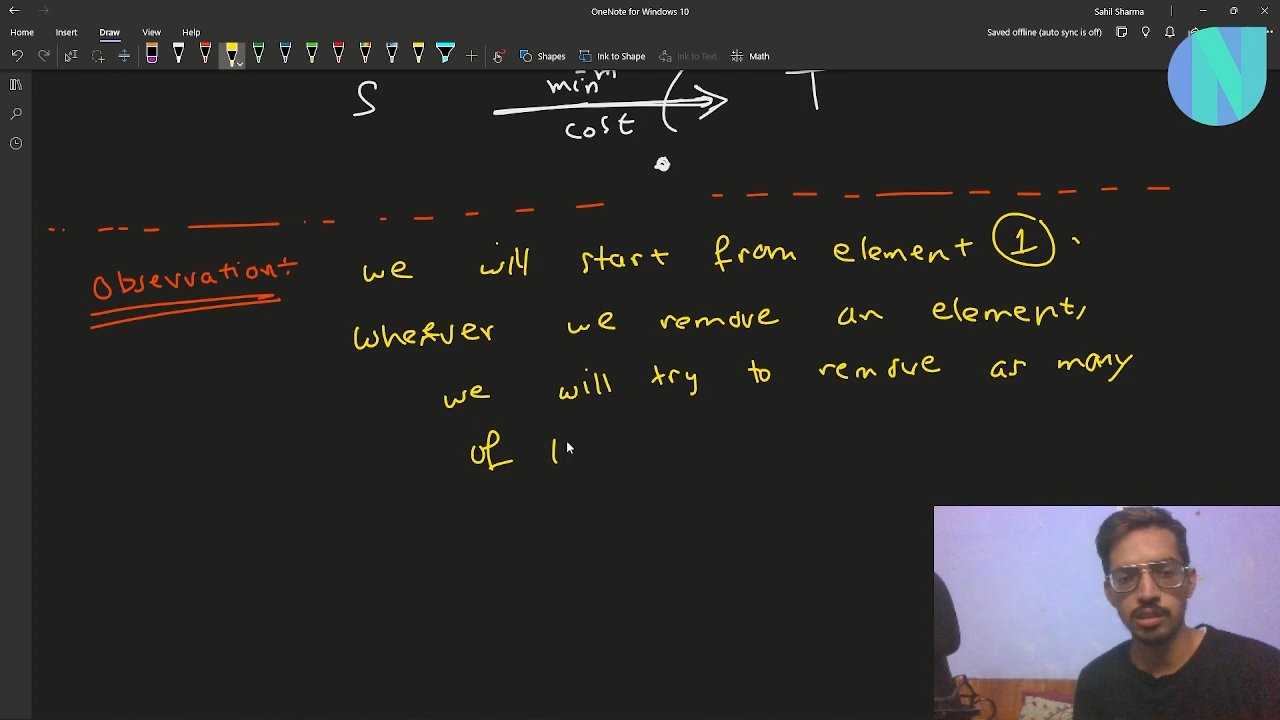 OneNote for Windows 10
Sahil Sharma
Home Insert Draw View Help
Saved offline (auto sync is off)
Shapes Ink to Shape Ink to Text Math
S minm cost T
Observation:
we will start from element 1.
whenever we remove an element,
we will try to remove as many
of
N